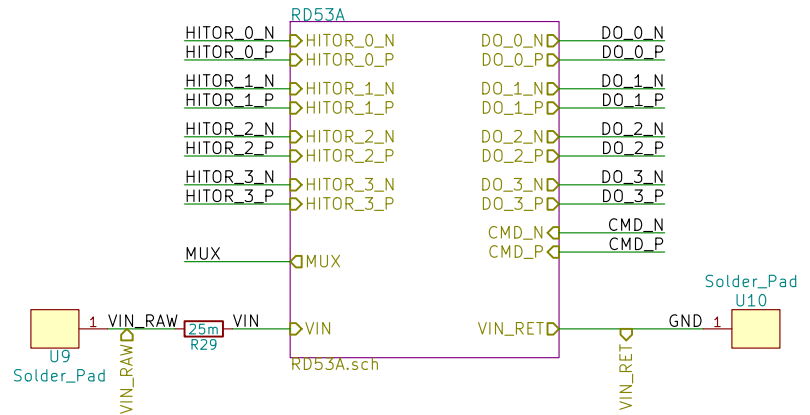 RD53A
HITOR_0_N HITOR_0_N DO_0_N DO_0_N
HITOR_0_P HITOR_0_P DO_0_P DO_0_P
HITOR_1_N HITOR_1_N DO_1_N DO_1_N
HITOR_1_P HITOR_1_P DO_1_P DO_1_P
HITOR_2_N HITOR_2_N DO_2_N DO_2_N
HITOR_2_P HITOR_2_P DO_2_P DO_2_P
HITOR_3_N HITOR_3_N DO_3_N DO_3_N
HITOR_3_P HITOR_3_P DO_3_P DO_3_P
CMD_N CMD_N
CMD_P CMD_P
MUX MUX
Solder_Pad
U10
1 VIN_RAW 25m VIN VIN VIN_RET GND 1
R29
U9
Solder_Pad
VIN_RAW
VIN_RET
RD53A.sch